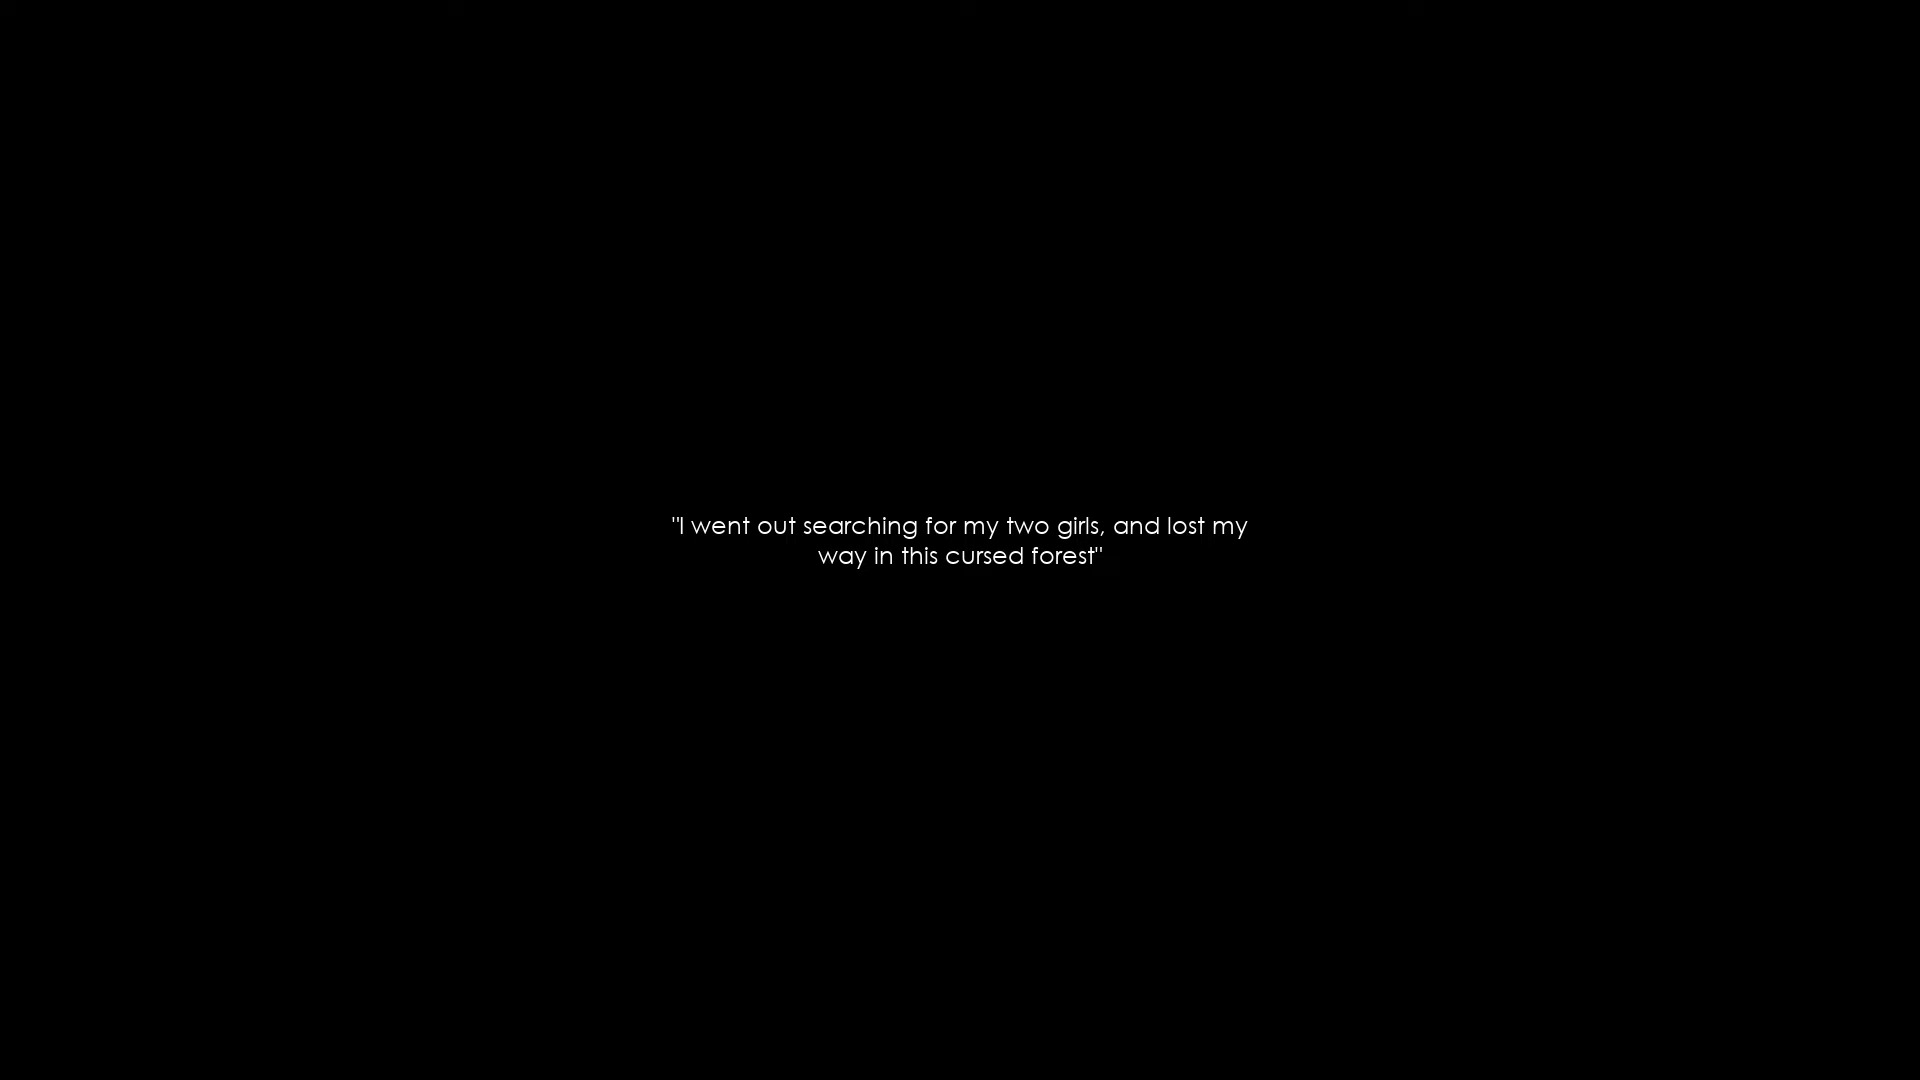 "I went out searching for my two girls, and lost my
way in this cursed forest"